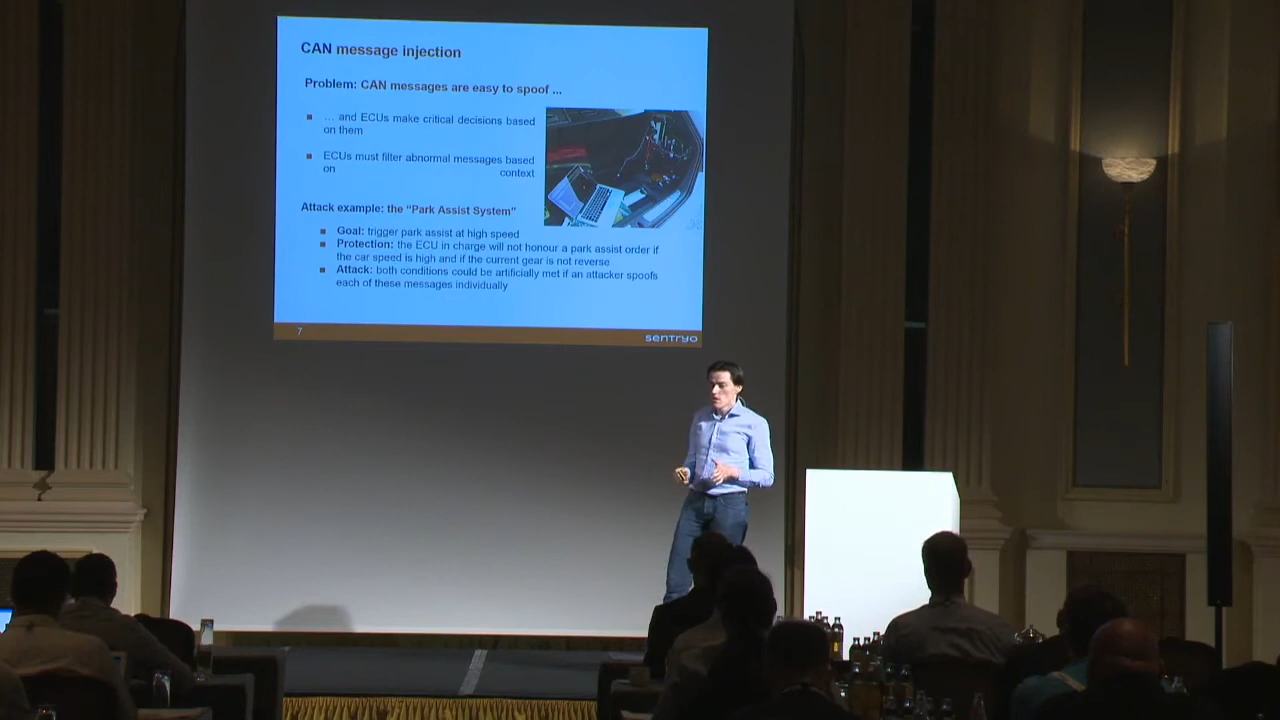 CAN message injection
Problem: CAN messages are easy to spoof ...
… and ECUs make critical decisions based
on them
ECUs must filter abnormal messages based
on context
Attack example: the “Park Assist System”
Goal: trigger park assist at high speed
Protection: the ECU in charge will not honour a park assist order if
the car speed is high and if the current gear is not reverse
Attack: both conditions could be artificially met if an attacker spoofs
each of these messages individually
7
sentryo